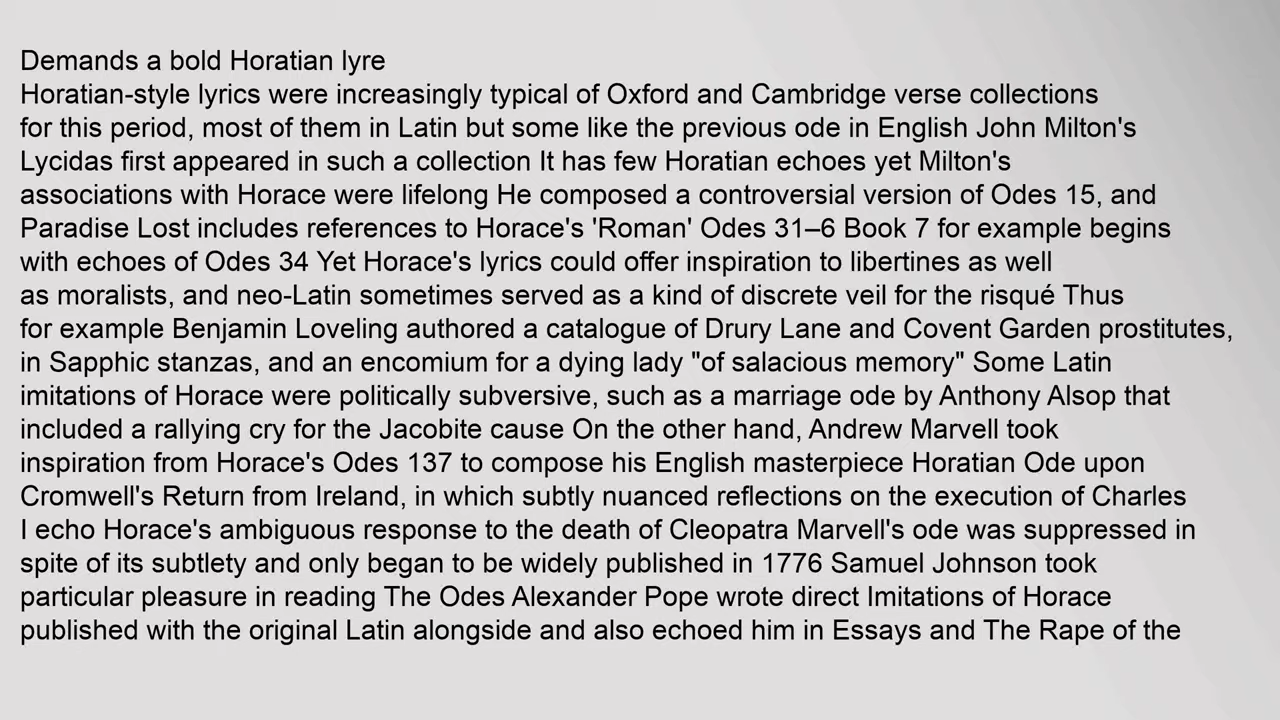 Demands a bold Horatian lyre
Horatian-style lyrics were increasingly typical of Oxford and Cambridge verse collections
for this period, most of them in Latin but some like the previous ode in English John Milton's
Lycidas first appeared in such a collection It has few Horatian echoes yet Milton's
associations with Horace were lifelong He composed a controversial version of Odes 15, and
Paradise Lost includes references to Horace's 'Roman' Odes 31–6 Book 7 for example begins
with echoes of Odes 34 Yet Horace's lyrics could offer inspiration to libertines as well
as moralists, and neo-Latin sometimes served as a kind of discrete veil for the risqué Thus
for example Benjamin Loveling authored a catalogue of Drury Lane and Covent Garden prostitutes,
in Sapphic stanzas, and an encomium for a dying lady "of salacious memory" Some Latin
imitations of Horace were politically subversive, such as a marriage ode by Anthony Alsop that
included a rallying cry for the Jacobite cause On the other hand, Andrew Marvell took
inspiration from Horace's Odes 137 to compose his English masterpiece Horatian Ode upon
Cromwell's Return from Ireland, in which subtly nuanced reflections on the execution of Charles
I echo Horace's ambiguous response to the death of Cleopatra Marvell's ode was suppressed in
spite of its subtlety and only began to be widely published in 1776 Samuel Johnson took
particular pleasure in reading The Odes Alexander Pope wrote direct Imitations of Horace
published with the original Latin alongside and also echoed him in Essays and The Rape of the